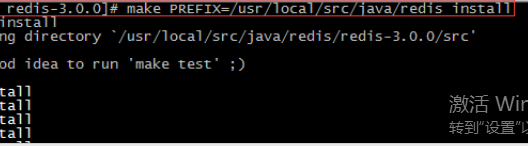 redis-3.0.0]# make PREFIX=/usr/local/src/java/redis install
install
ng directory `/usr/local/src/java/redis/redis-3.0.0/src'
od idea to run 'make test' ;)
tall
tall
激活 Win
tall
转到"设置"以
tall